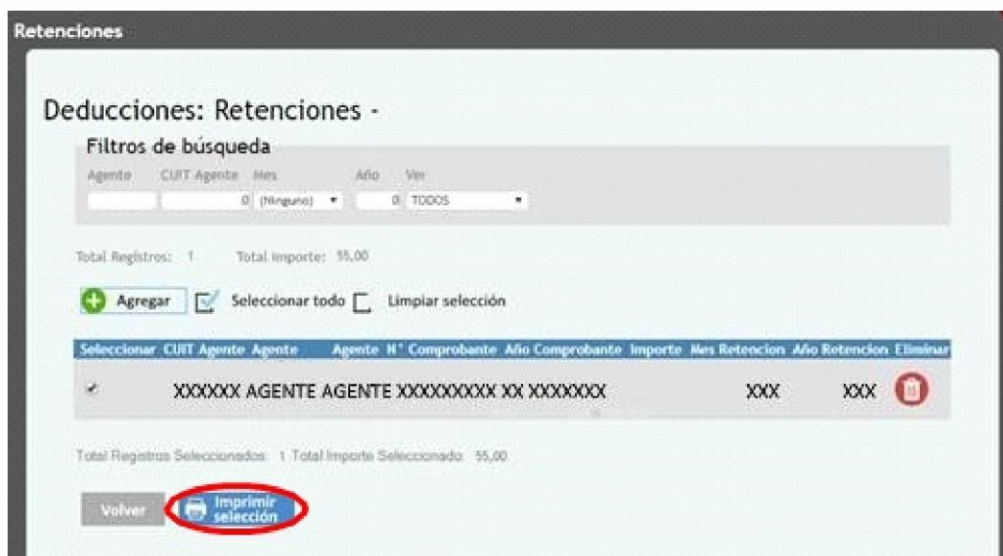 Retenciones
Deducciones: Retenciones -
Filtros de búsqueda
Agente CUIT Agente Mes Año Ver
0 (Ninguno) 0 TODOS
Total Registros: 1 Total Importe: 55,00
Agregar Seleccionar todo Limpiar selección
Seleccionar CUIT Agente Agente Agente N° Comprobante Año Comprobante Importe Mes Retencion Año Retencion Eliminar
XXXXXX AGENTE AGENTE XXXXXXXXX XX XXXXXXX XXX XXX
Total Registros Seleccionados: 1 Total Importe Seleccionado: 55,00
Volver
Imprimir
selección